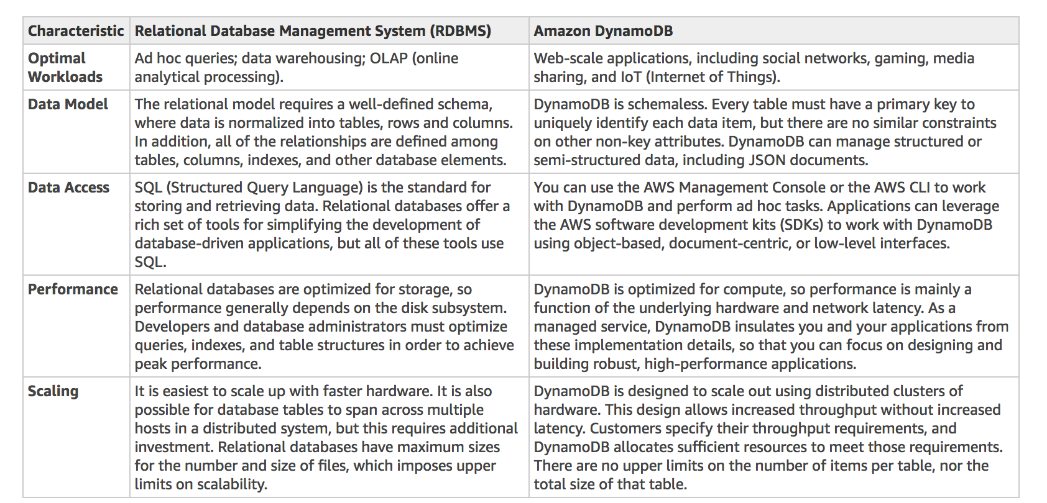 Characteristic
Relational Database Management System (RDBMS)
Amazon DynamoDB
Optimal
Workloads
Ad hoc queries; data warehousing; OLAP (online
analytical processing).
Web-scale applications, including social networks, gaming, media
sharing, and IoT (Internet of Things).
Data Model
The relational model requires a well-defined schema,
where data is normalized into tables, rows and columns.
In addition, all of the relationships are defined among
tables, columns, indexes, and other database elements.
DynamoDB is schemaless. Every table must have a primary key to
uniquely identify each data item, but there are no similar constraints
on other non-key attributes. DynamoDB can manage structured or
semi-structured data, including JSON documents.
Data Access
SQL (Structured Query Language) is the standard for
storing and retrieving data. Relational databases offer a
rich set of tools for simplifying the development of
database-driven applications, but all of these tools use
SQL.
You can use the AWS Management Console or the AWS CLI to work
with DynamoDB and perform ad hoc tasks. Applications can leverage
the AWS software development kits (SDKs) to work with DynamoDB
using object-based, document-centric, or low-level interfaces.
Performance
Relational databases are optimized for storage, so
performance generally depends on the disk subsystem.
Developers and database administrators must optimize
queries, indexes, and table structures in order to achieve
peak performance.
DynamoDB is optimized for compute, so performance is mainly a
function of the underlying hardware and network latency. As a
managed service, DynamoDB insulates you and your applications from
these implementation details, so that you can focus on designing and
building robust, high-performance applications.
Scaling
It is easiest to scale up with faster hardware. It is also
possible for database tables to span across multiple
hosts in a distributed system, but this requires additional
investment. Relational databases have maximum sizes
for the number and size of files, which imposes upper
limits on scalability.
DynamoDB is designed to scale out using distributed clusters of
hardware. This design allows increased throughput without increased
latency. Customers specify their throughput requirements, and
DynamoDB allocates sufficient resources to meet those requirements.
There are no upper limits on the number of items per table, nor the
total size of that table.